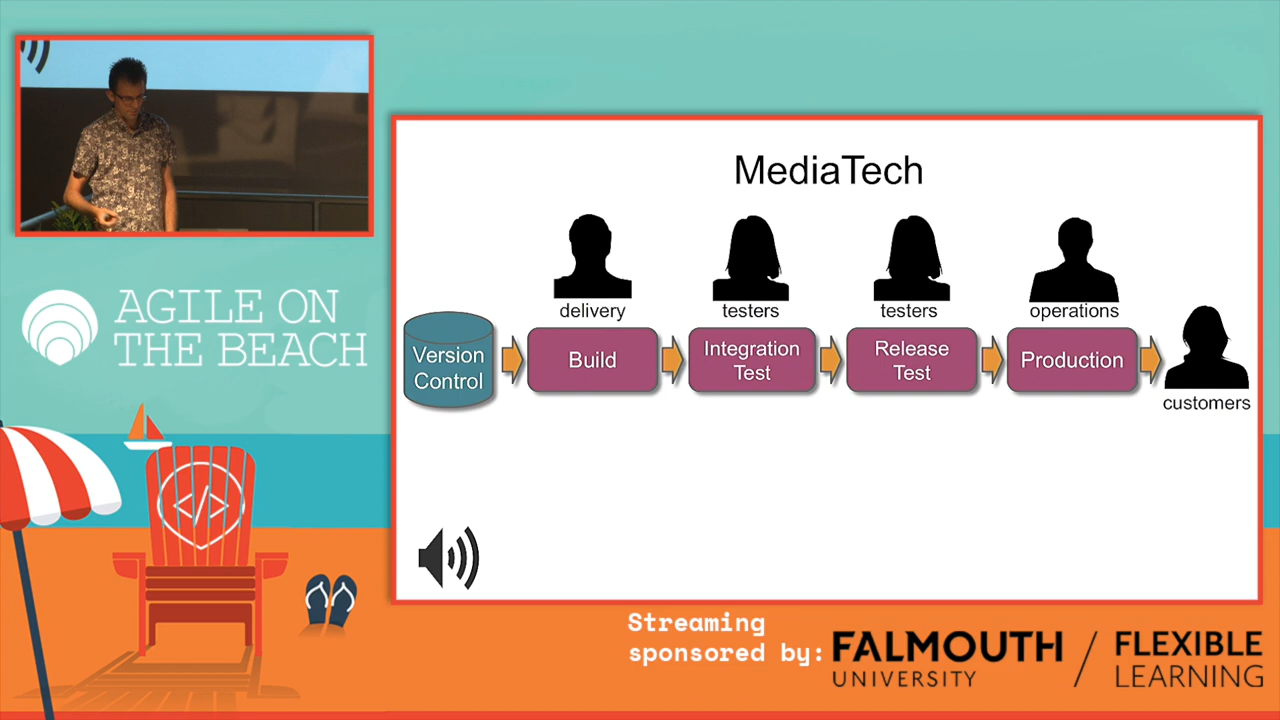 AGILE ON
THE BEACH
</>
MediaTech
delivery
testers
testers
operations
Version
Control
Build
Integration
Test
Release
Test
Production
customers
Streaming
sponsored by:
FALMOUTH
UNIVERSITY
/
FLEXIBLE
LEARNING